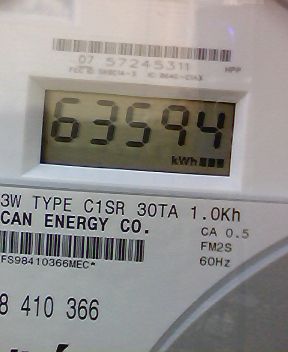 07 57245311
HPP
63594
kWh
3W TYPE C1SR 30TA 1.0Kh
CAN ENERGY CO.
CA 0.5
FM2S
60Hz
FS98410366MEC*
8 410 366